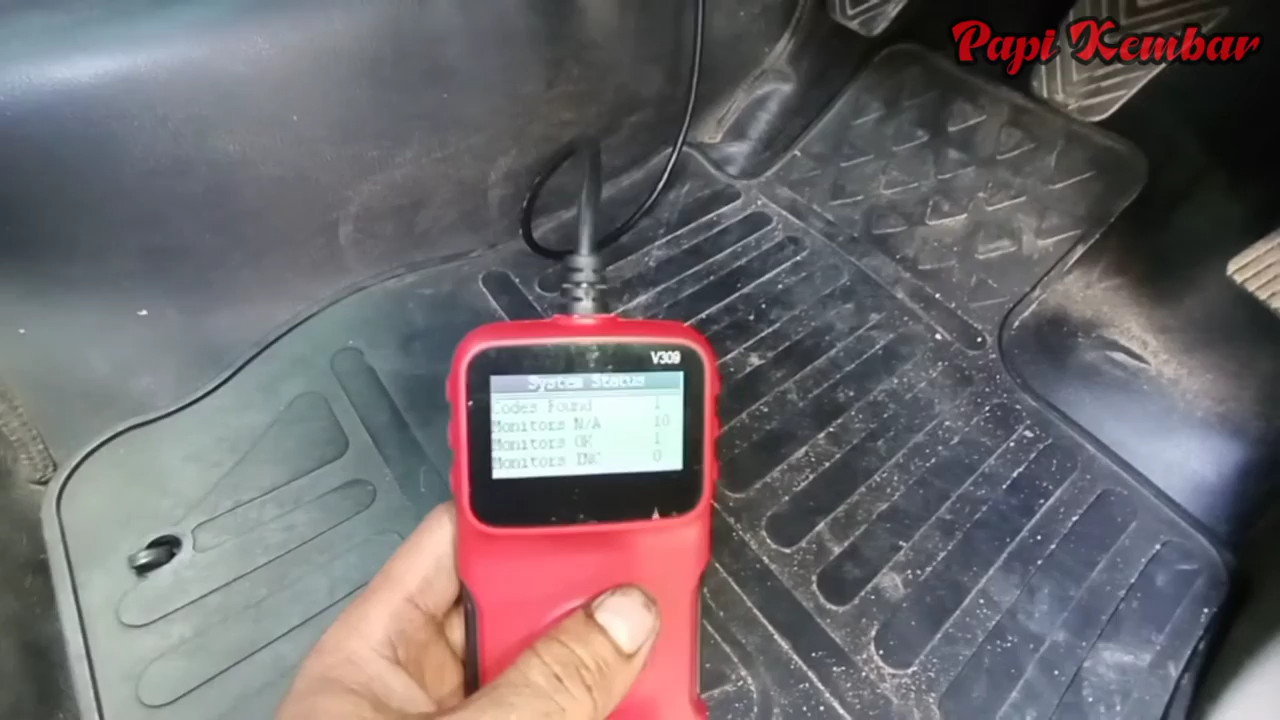 Papi Kembar
V309
System Status
Codes Found 1
Monitors N/A 10
Monitors OK 1
Monitors INC 0